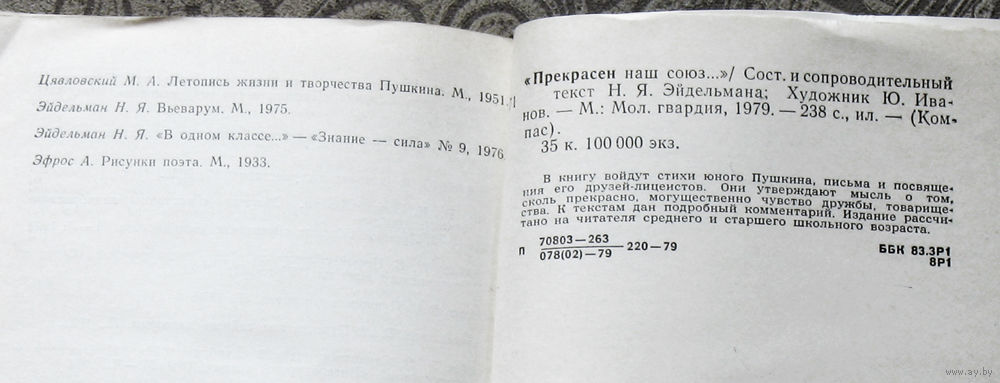 Цявловский М. А. Летопись жизни и творчества Пушкина. М., 1951.
Эйдельман Н. Я. Вьеварум. М., 1975.
Эйдельман Н. Я. «В одном классе...» — «Знание — сила» № 9, 1976.
Эфрос А. Рисунки поэта. М., 1933.
«Прекрасен наш союз...»/ Сост. и сопроводительный
текст Н. Я. Эйдельмана; Художник Ю. Ива-
нов. — М.: Мол. гвардия, 1979. — 238 с., ил. — (Ком-
пас).
35 к. 100 000 экз.
В книгу войдут стихи юного Пушкина, письма и посвяще-
ния его друзей-лицеистов. Они утверждают мысль о том,
сколь прекрасно, могущественно чувство дружбы, товарище-
ства. К текстам дан подробный комментарий. Издание рассчи-
тано на читателя среднего и старшего школьного возраста.
П 70803—263
078(02)—79 220—79
ББК 83.3Р1
8Р1
www.ay.by